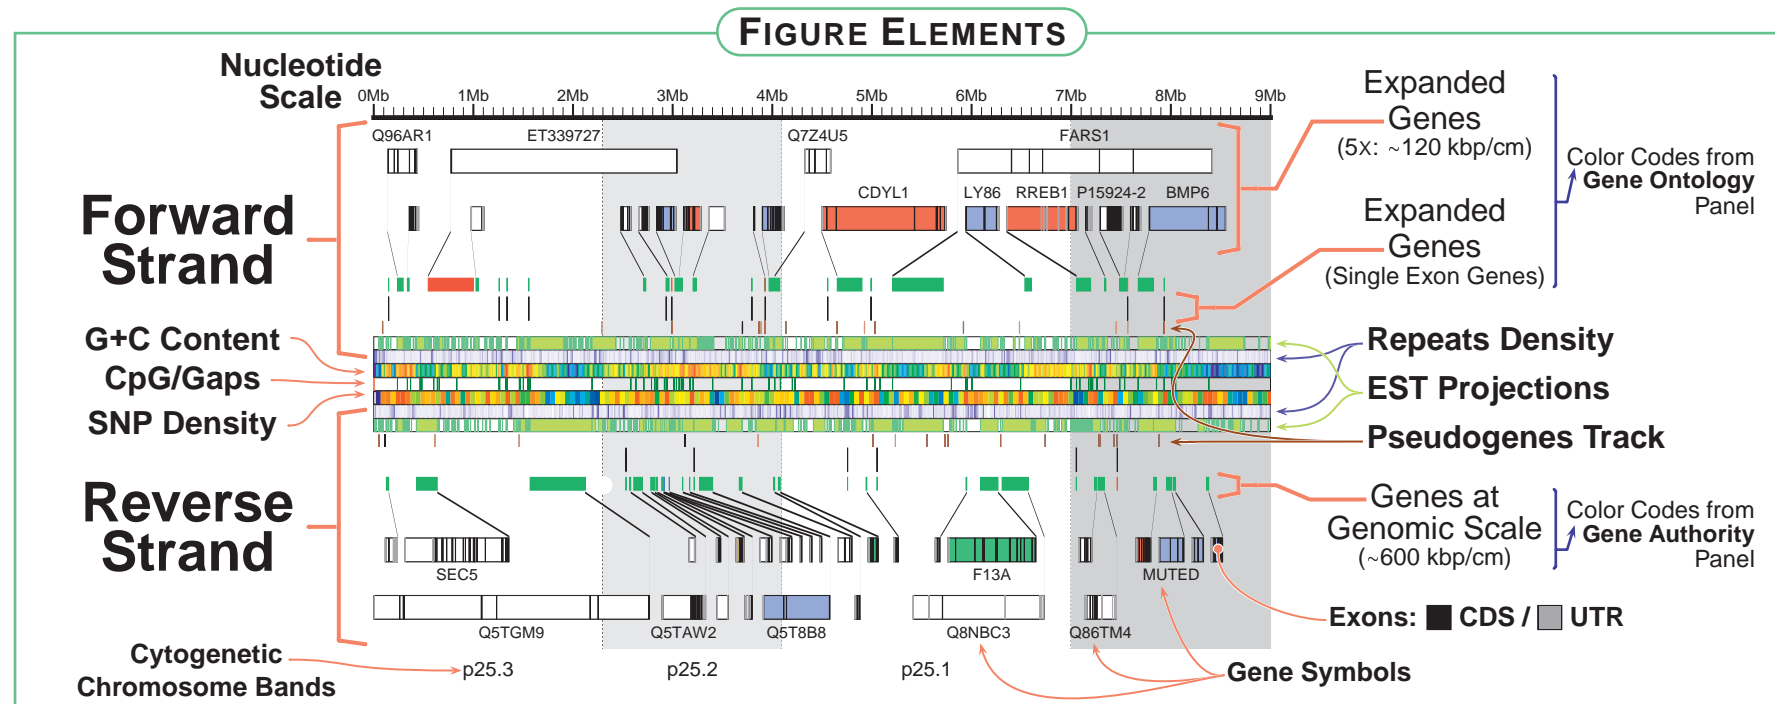 FIGURE ELEMENTS
Nucleotide
Scale
0Mb 1Mb 2Mb 3Mb 4Mb 5Mb 6Mb 7Mb 8Mb 9Mb
Q96AR1 ET339727 Q7Z4U5 FARS1
CDYL1 LY86 RREB1 P15924-2 BMP6
Forward
Strand
Expanded
Genes
(5x: ~120 kbp/cm)
Expanded
Genes
(Single Exon Genes)
Color Codes from
Gene Ontology
Panel
G+C Content
CpG/Gaps
SNP Density
Repeats Density
EST Projections
Pseudogenes Track
Reverse
Strand
Genes at
Genomic Scale
(~600 kbp/cm)
Color Codes from
Gene Authority
Panel
SEC5 F13A MUTED
Exons: CDS / UTR
Q5TGM9 Q5TAW2 Q5T8B8 Q8NBC3 Q86TM4
Cytogenetic
Chromosome Bands
p25.3 p25.2 p25.1
Gene Symbols